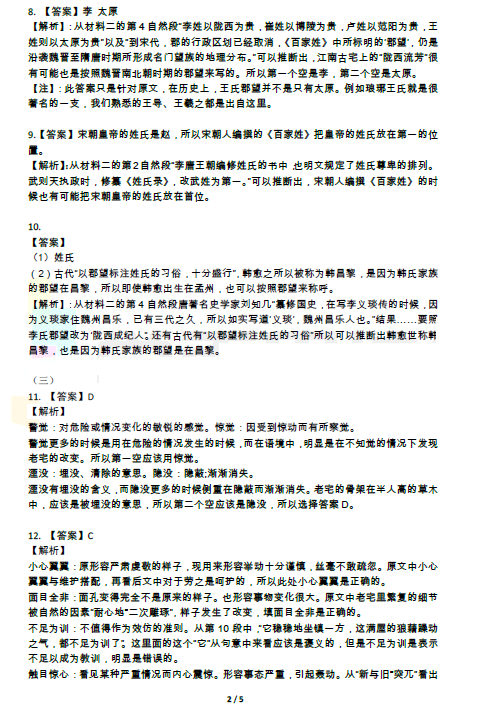 8. 【答案】李 太原
【解析】：从材料二的第４自然段“李姓以陇西为贵，崔姓以博陵为贵，卢姓以范阳为贵，王
姓则以太原为贵”以及“到宋代，郡的行政区划已经取消，《百家姓》中所标明的‘郡望’，仍是
沿袭魏晋至隋唐时期所形成名门望族的地理分布。”可以推断出，江南古宅上的“陇西流芳”很
有可能也是按照魏晋南北朝时期的郡望来写的。所以第一个空是李，第二个空是太原。
【注】：此答案只是针对原文，在历史上，王氏郡望并不是只有太原。例如琅琊王氏就是很
著名的一支，我们熟悉的王导、王羲之都是出自这里。
9.【答案】宋朝皇帝的姓氏是赵，所以宋朝人编撰的《百家姓》把皇帝的姓氏放在第一的位
置。
【解析】：从材料二的第２自然段“李唐王朝编修姓氏的书中，也明文规定了姓氏尊卑的排列。
武则天执政时，修纂《姓氏录》，改武姓为第一。”可以推断出，宋朝人编撰《百家姓》的时
候也有可能把宋朝皇帝的姓氏放在首位。
10.
【答案】
（1）姓氏
（2）古代“以郡望标注姓氏的习俗，十分盛行”，韩愈之所以被称为韩昌黎，是因为韩氏家族
的郡望在昌黎，所以即使韩愈出生在孟州，也可以按照郡望来称呼。
【解析】：从材料二的第４自然段唐著名史学家刘知几“纂修国史，在写李义琰传的时候，因
为义琰家住魏州昌乐，已有三代之久，所以如实写道‘义琰’，魏州昌乐人也。”结果……要照
李氏郡望改为‘陇西成纪人’。还有古代有“以郡望标注姓氏的习俗”所以可以推断出韩愈世称韩
昌黎，也是因为韩氏家族的郡望是在昌黎。
（三）
11. 【答案】D
【解析】
警觉：对危险或情况变化的敏锐的感觉。惊觉：因受到惊动而有所察觉。
警觉更多的时候是用在危险的情况发生的时候，而在语境中，明显是在不知觉的情况下发现
老宅的改变。所以第一空应该用惊觉。
湮没：埋没、清除的意思。隐没：隐蔽;渐渐消失。
湮没有埋没的含义，而隐没更多的时候侧重在隐蔽而渐渐消失。老宅的骨架在半人高的草木
中，应该是被埋没的意思，所以第二个空应该是隐没，所以选择答案 D。
12. 【答案】C
【解析】
小心翼翼：原形容严肃虔敬的样子，现用来形容举动十分谨慎，丝毫不敢疏忽。原文中小心
翼翼与维护搭配，再看后文中对于劳之是呵护的，所以此处小心翼翼是正确的。
面目全非：面孔变得完全不是原来的样子。也形容事物变化很大。原文中老宅里繁复的细节
被自然的因素“耐心地”“二次雕琢”，样子发生了改变，填面目全非是正确的。
不足为训：不值得作为效仿的准则。从第 10 段中，“它稳稳地坐镇一方，这满屋的狼藉躁动
之气，都不足为训了”。这里面的这个“它”从句意中来看应该是褒义的，但是不足为训是表示
不足以成为教训，明显是错误的。
触目惊心：看见某种严重情况而内心震惊。形容事态严重，引起轰动。从“新与旧”“突兀”看出
2 / 5